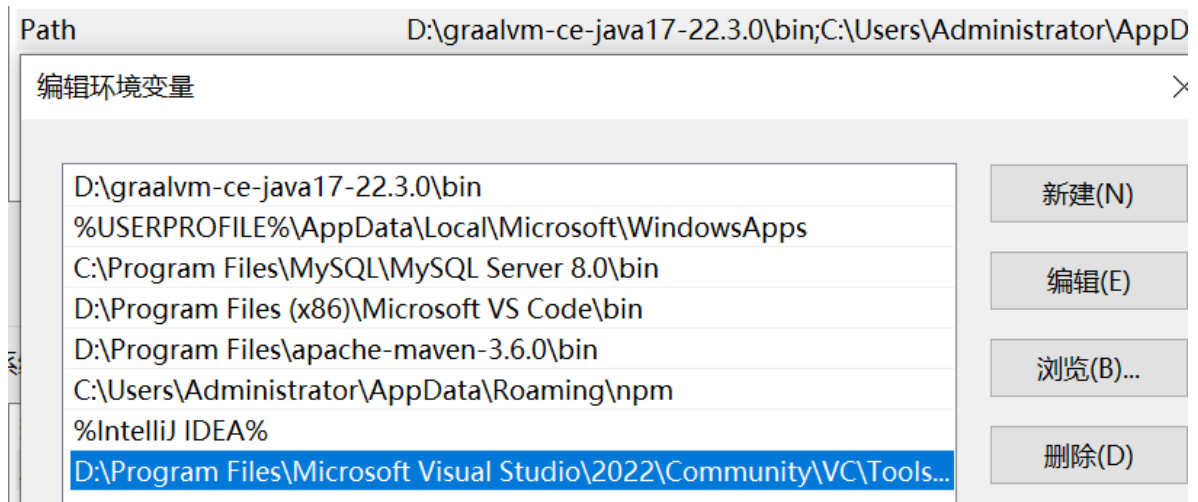 Path D:\graalvm-ce-java17-22.3.0\bin;C:\Users\Administrator\AppD
编辑环境变量
D:\graalvm-ce-java17-22.3.0\bin
新建(N)
%USERPROFILE%\AppData\Local\Microsoft\WindowsApps
C:\Program Files\MySQL\MySQL Server 8.0\bin
编辑(E)
D:\Program Files (x86)\Microsoft VS Code\bin
D:\Program Files\apache-maven-3.6.0\bin
浏览(B)...
C:\Users\Administrator\AppData\Roaming\npm
%IntelliJ IDEA%
删除(D)
D:\Program Files\Microsoft Visual Studio\2022\Community\VC\Tools...